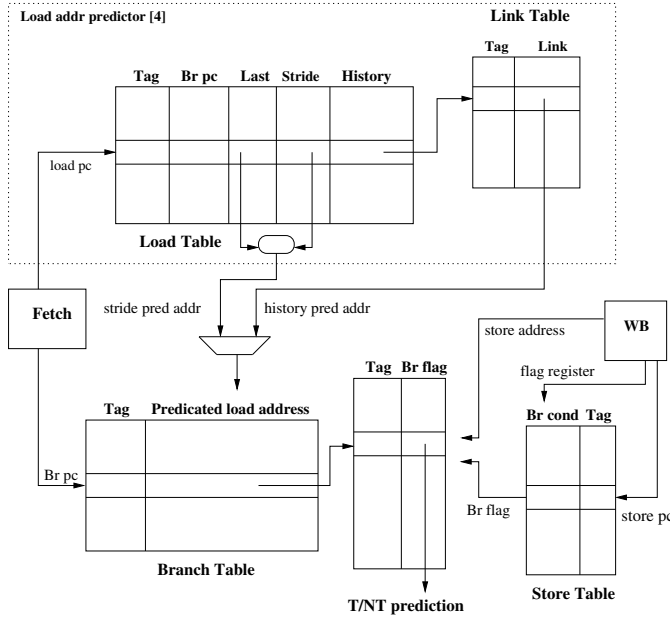 Load addr predictor [4]
Link Table
Tag Link
Tag Br pc Last Stride History
load pc
Load Table
Fetch
stride pred addr
history pred addr
store address
WB
flag register
Tag Br flag
Tag Predicated load address
Br cond Tag
Br pc
Br flag
store pc
Branch Table
Store Table
T/NT prediction